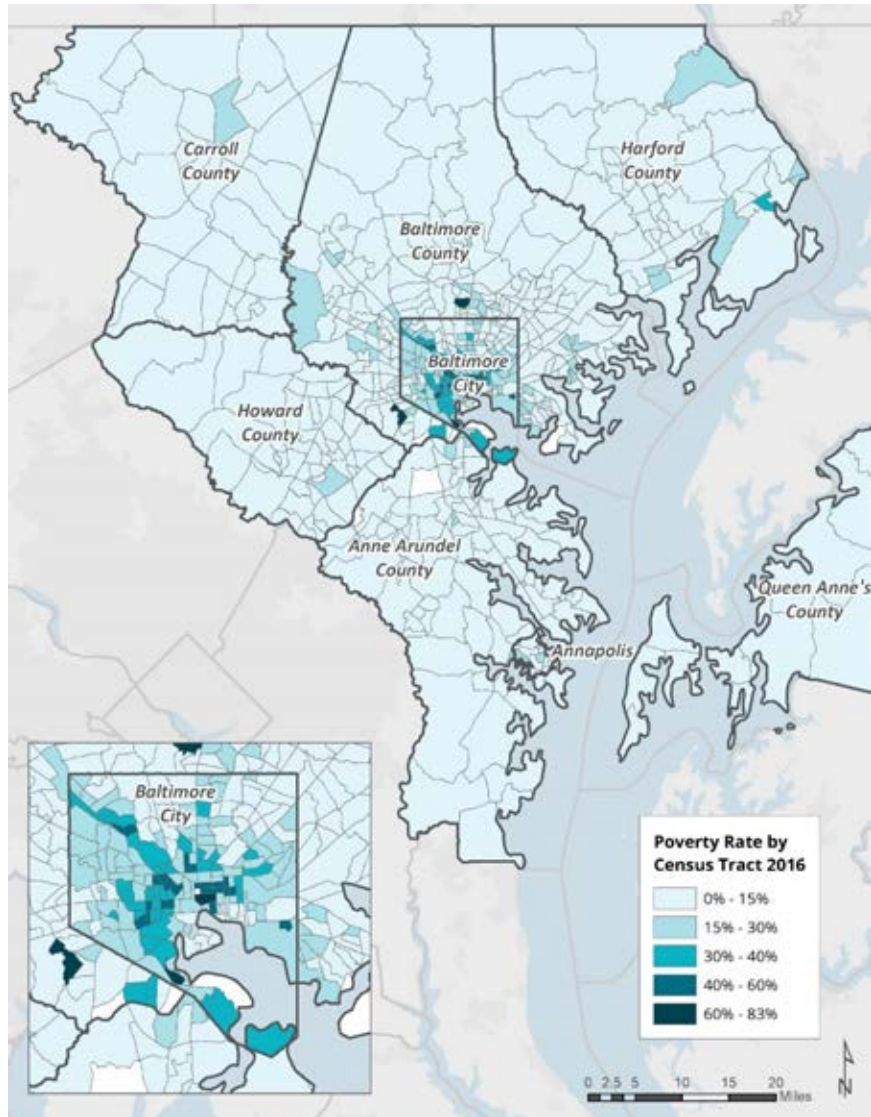 Carroll
County
Harford
County
Baltimore
County
Baltimore
City
Howard
County
Anne Arundel
County
Queen Anne's
County
Annapolis
Baltimore
City
Poverty Rate by
Census Tract 2016
0% - 15%
15% - 30%
30% - 40%
40% - 60%
60% - 83%
N
0 2.5 5 10 15 20
Miles